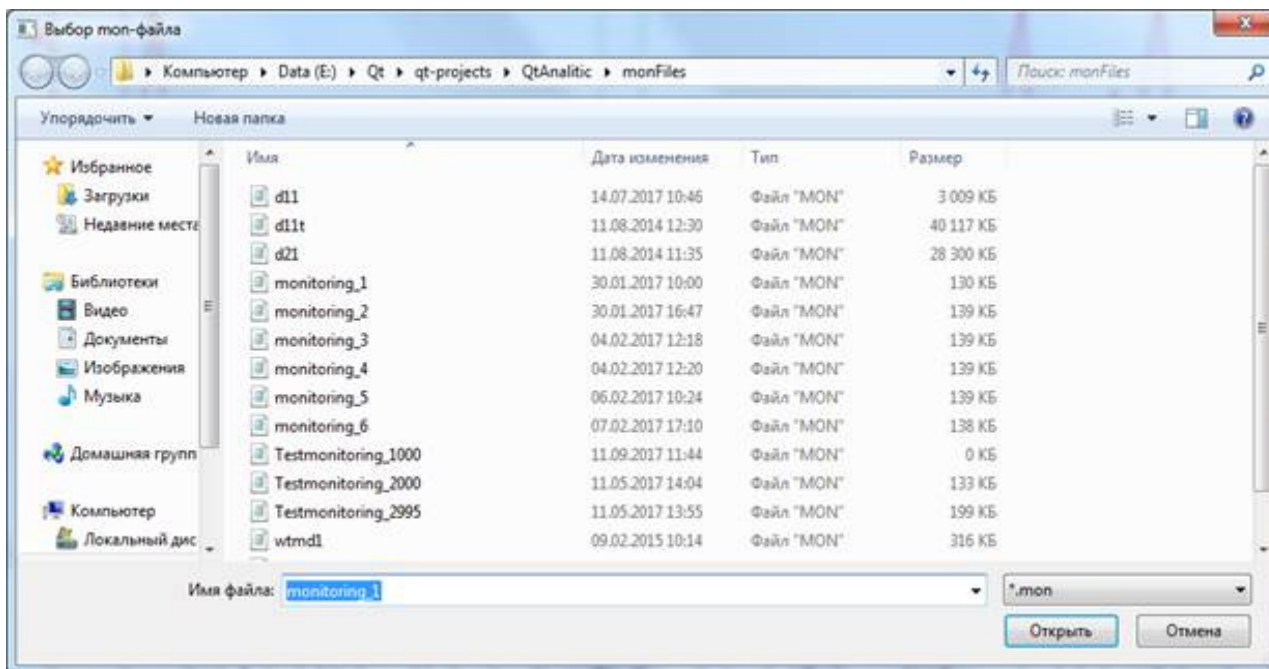 Выбор mon-файла
Компьютер ▸ Data (E:) ▸ Qt ▸ qt-projects ▸ QtAnalitic ▸ monFiles Поиск: monFiles
Упорядочить Новая папка
Избранное
Загрузки
Недавние места
Библиотеки
Видео
Документы
Изображения
Музыка
Домашняя групп
Компьютер
Локальный дис
Имя Дата изменения Тип Размер
d11 14.07.2017 10:46 Файл "MON" 3 009 КБ
d11t 11.08.2014 12:30 Файл "MON" 40 117 КБ
d21 11.08.2014 11:35 Файл "MON" 28 300 КБ
monitoring_1 30.01.2017 10:00 Файл "MON" 130 КБ
monitoring_2 30.01.2017 16:47 Файл "MON" 139 КБ
monitoring_3 04.02.2017 12:18 Файл "MON" 139 КБ
monitoring_4 04.02.2017 12:20 Файл "MON" 139 КБ
monitoring_5 06.02.2017 10:24 Файл "MON" 139 КБ
monitoring_6 07.02.2017 17:10 Файл "MON" 138 КБ
Testmonitoring_1000 11.09.2017 11:44 Файл "MON" 0 КБ
Testmonitoring_2000 11.05.2017 14:04 Файл "MON" 133 КБ
Testmonitoring_2995 11.05.2017 13:55 Файл "MON" 199 КБ
wtmd1 09.02.2015 10:14 Файл "MON" 316 КБ
Имя файла: monitoring_1 *.mon
Открыть Отмена